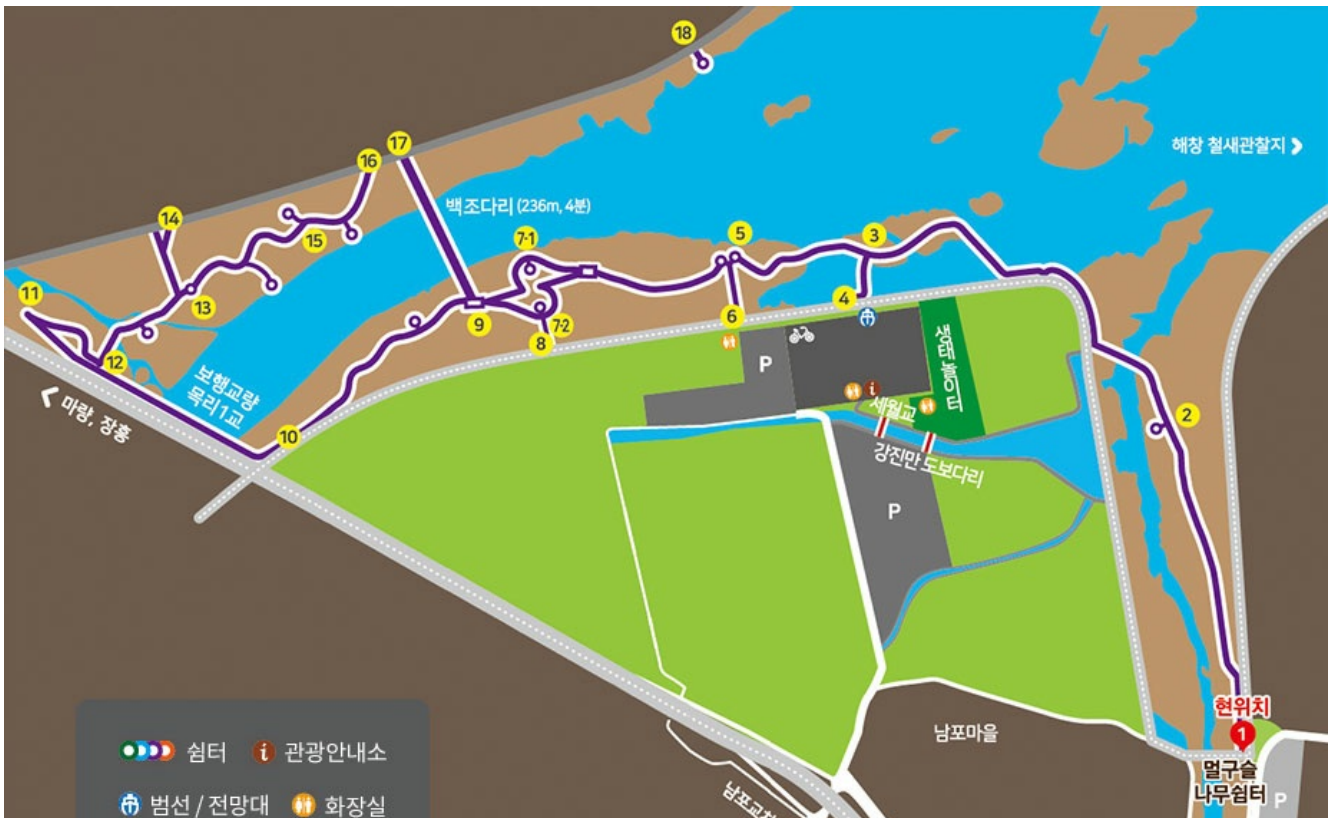 18
17
해창 철새관찰지
16
백조다리 (236m, 4분)
14
15
7-1
5
3
11
13
4
9
7-2
6
8
12
P
생태놀이터
보행교량
목리1교
마량, 장흥
i
세월교
2
10
강진만 도보다리
P
현위치
1
남포마을
멀구슬
나무쉼터
P
쉼터
i 관광안내소
범선 / 전망대
화장실